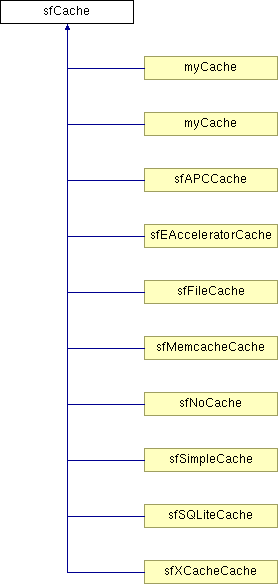 sfCache
myCache
myCache
sfAPCCache
sfEAcceleratorCache
sfFileCache
sfMemcacheCache
sfNoCache
sfSimpleCache
sfSQLiteCache
sfXCacheCache